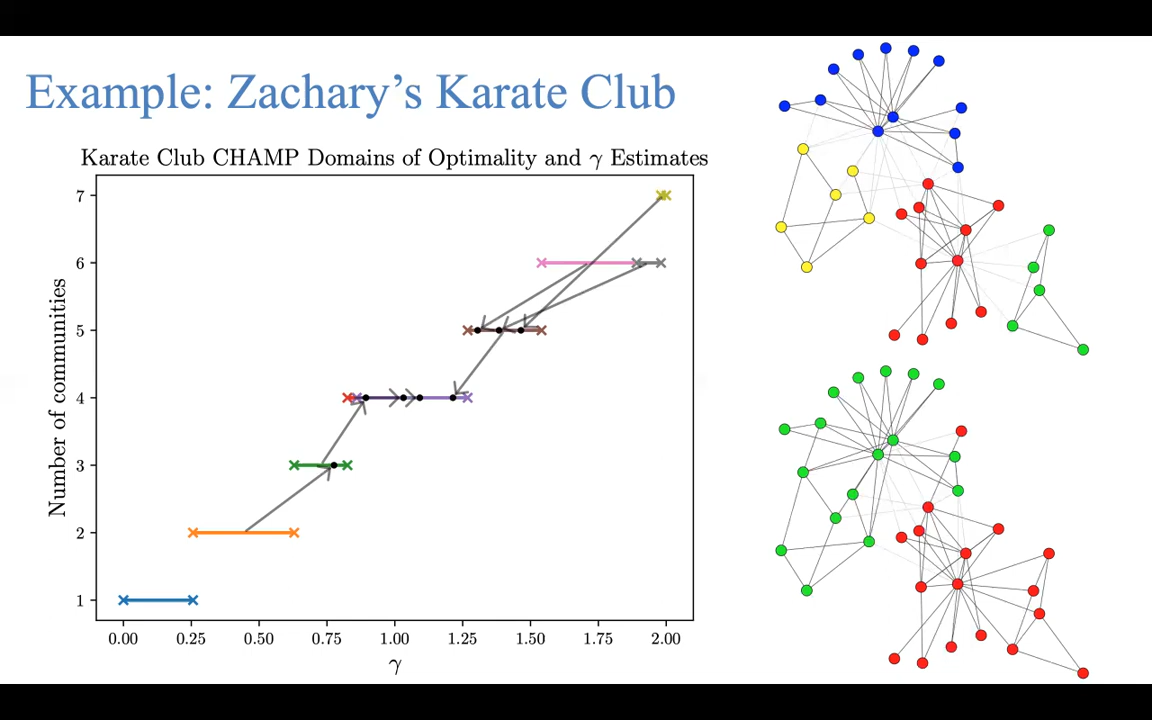 Example: Zachary’s Karate Club
Karate Club CHAMP Domains of Optimality and γ Estimates
Number of communities
7
6
5
4
3
2
1
0.00 0.25 0.50 0.75 1.00 1.25 1.50 1.75 2.00
γ